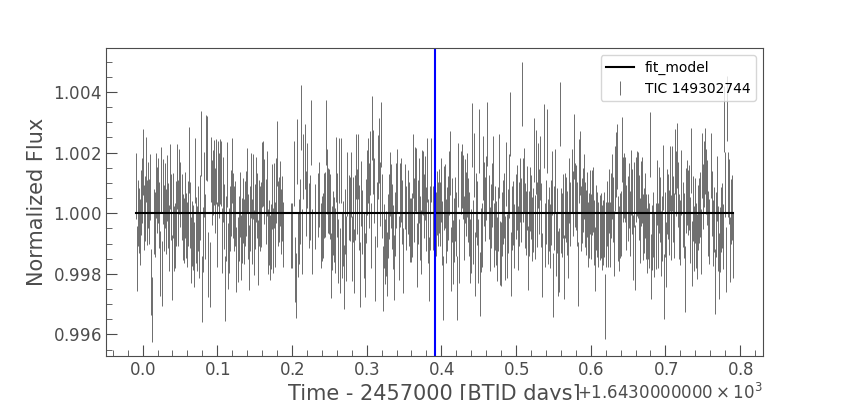 fit_model
TIC 149302744
1.004
1.002
1.000
0.998
0.996
Normalized Flux
0.0 0.1 0.2 0.3 0.4 0.5 0.6 0.7 0.8
Time - 2457000 [BTJD days]
+1.6430000000 × 10³